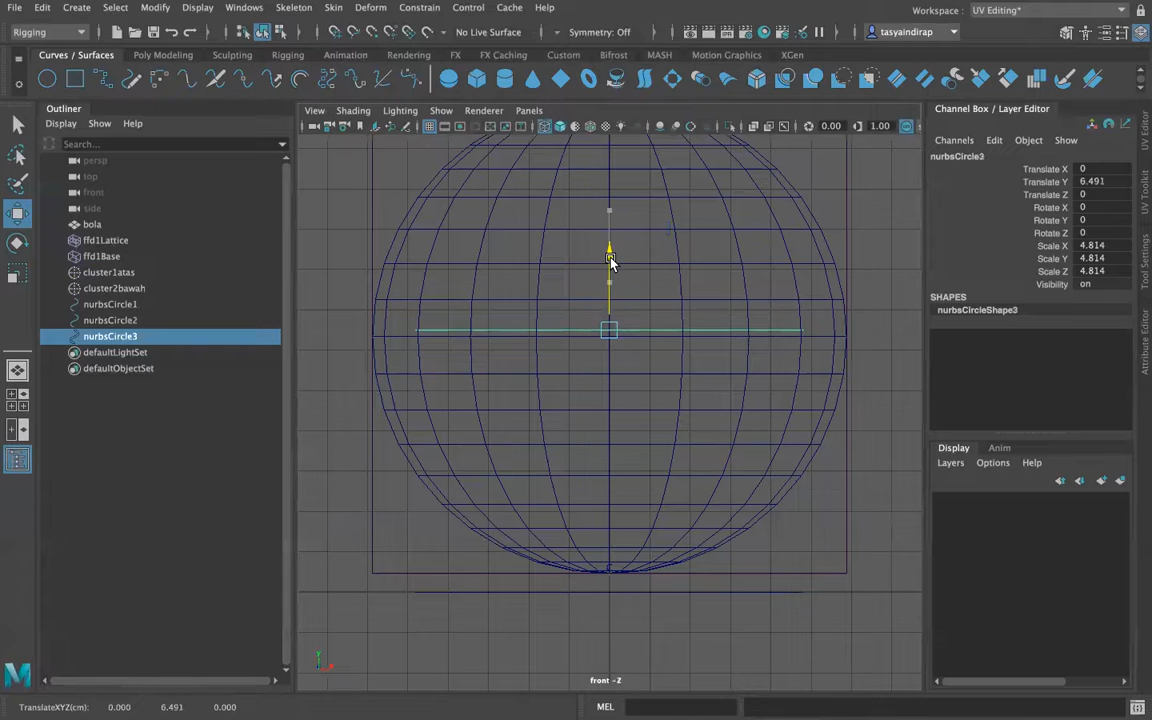 File Edit Create Select Modify Display Windows Skeleton Skin Deform Constrain Control Cache Help Workspace : UV Editing*
Rigging No Live Surface Symmetry: Off tasyaindirap
Curves / Surfaces Poly Modeling Sculpting Rigging Animation Rendering FX FX Caching Custom Bifrost MASH Motion Graphics XGen
Outliner
Display Show Help
Search...
persp
top
front
side
bola
ffd1Lattice
ffd1Base
cluster1atas
cluster2bawah
nurbsCircle1
nurbsCircle2
nurbsCircle3
defaultLightSet
defaultObjectSet
View Shading Lighting Show Renderer Panels
0.00 1.00
front -Z
Channel Box / Layer Editor
Channels Edit Object Show
nurbsCircle3
Translate X 0
Translate Y 6.491
Translate Z 0
Rotate X 0
Rotate Y 0
Rotate Z 0
Scale X 4.814
Scale Y 4.814
Scale Z 4.814
Visibility on
SHAPES
nurbsCircleShape3
Display Anim
Layers Options Help
UV Editor
UV Toolkit
Tool Settings
Attribute Editor
TranslateXYZ(cm): 0.000 6.491 0.000 MEL